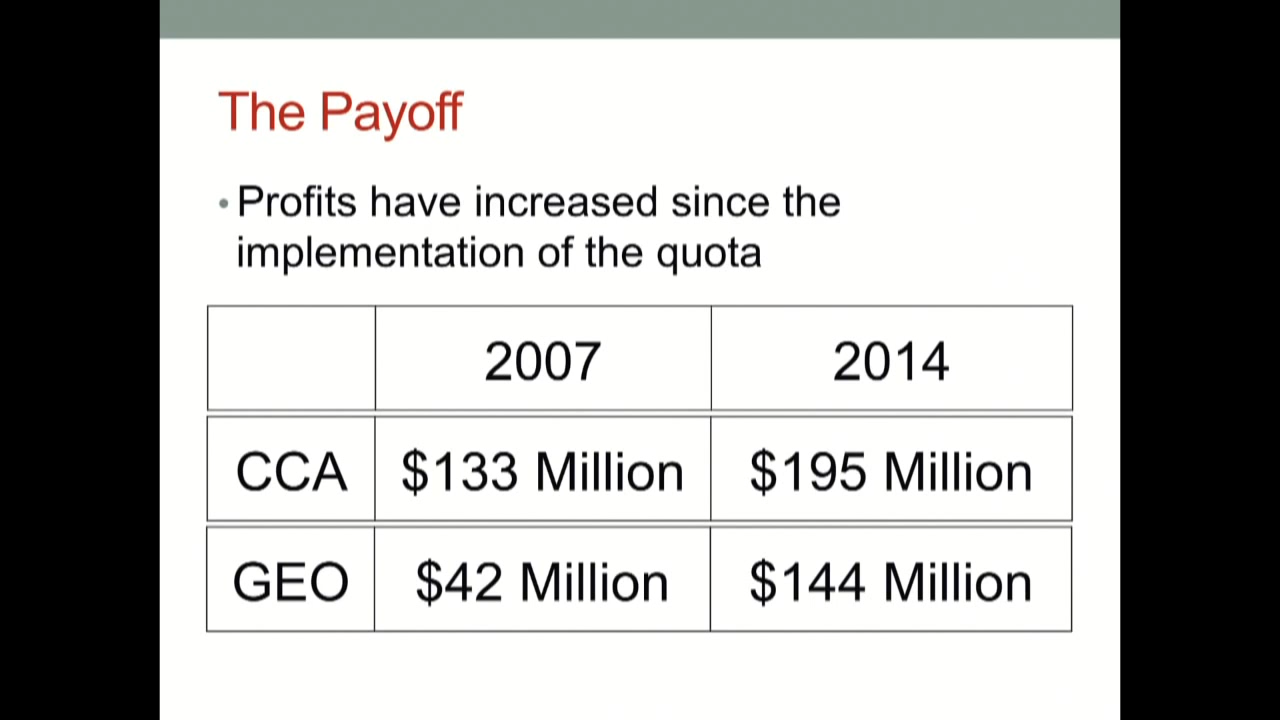 The Payoff
• Profits have increased since the
implementation of the quota
2007 2014
CCA $133 Million $195 Million
GEO $42 Million $144 Million